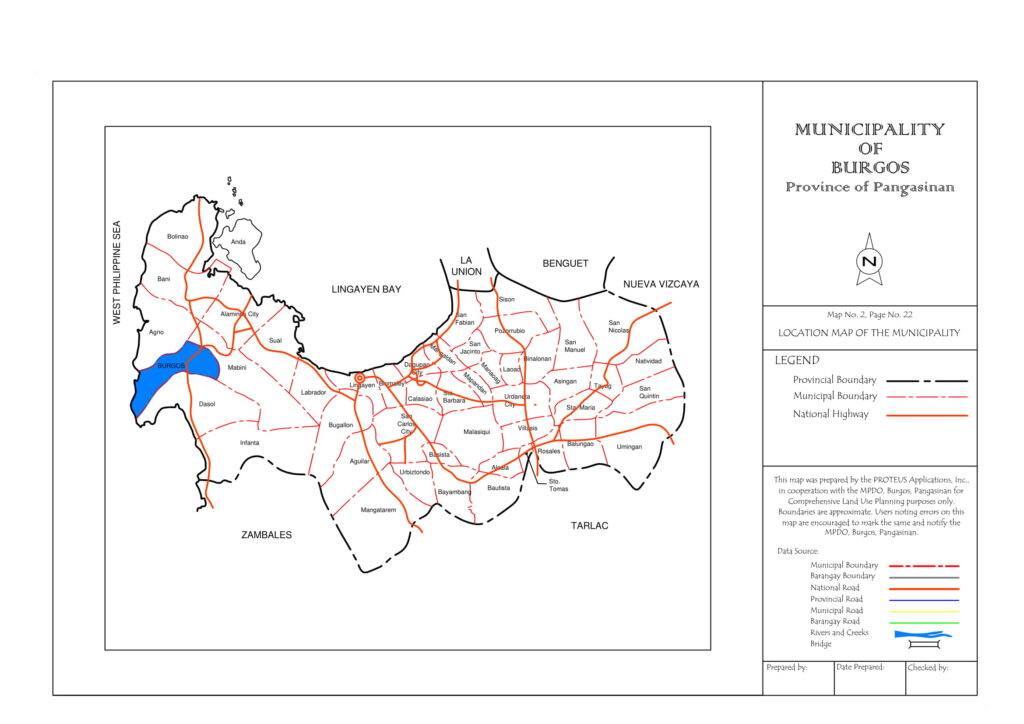 MUNICIPALITY
OF
BURGOS
Province of Pangasinan
N
Map No. 2, Page No. 22
LOCATION MAP OF THE MUNICIPALITY
LEGEND
Provincial Boundary
Municipal Boundary
National Highway
This map was prepared by the PROTEUS Applications, Inc.,
in cooperation with the MPDO, Burgos, Pangasinan for
Comprehensive Land Use Planning purposes only.
Boundaries are approximate. Users noting errors on this
map are encouraged to mark the same and notify the
MPDO, Burgos, Pangasinan.
Data Source:
Municipal Boundary
Barangay Boundary
National Road
Provincial Road
Municipal Road
Barangay Road
Rivers and Creeks
Bridge
Prepared by:
Date Prepared:
Checked by:
WEST PHILIPPINE SEA
LINGAYEN BAY
LA
UNION
BENGUET
NUEVA VIZCAYA
ZAMBALES
TARLAC
Bolinao
Anda
Bani
Agno
Alaminos City
Sual
BURGOS
Mabini
Dasol
Labrador
Infanta
Bugallon
Aguilar
Mangatarem
Lingayen
Binmaley
Dagupan
City
Calasiao
San
Carlos
City
Urbiztondo
Basista
Bayambang
Bautista
Alcala
Malasiqui
Sta.
Barbara
Mapandan
Mangaldan
Manaoag
San
Jacinto
San
Fabian
Sison
Pozorrubio
Laoac
Binalonan
Urdaneta
City
Villasis
Rosales
Sto.
Tomas
Balungao
Umingan
Sta. Maria
Asingan
Tayug
San
Manuel
San
Nicolas
Natividad
San
Quintin